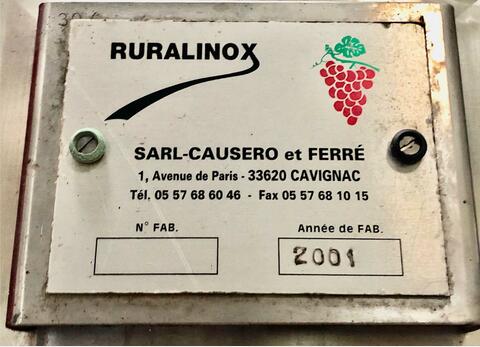 RURALINOX
SARL-CAUSERO et FERRÉ
1, Avenue de Paris - 33620 CAVIGNAC
Tél. 05 57 68 60 46 - Fax 05 57 68 10 15
N° FAB. Année de FAB.
2001